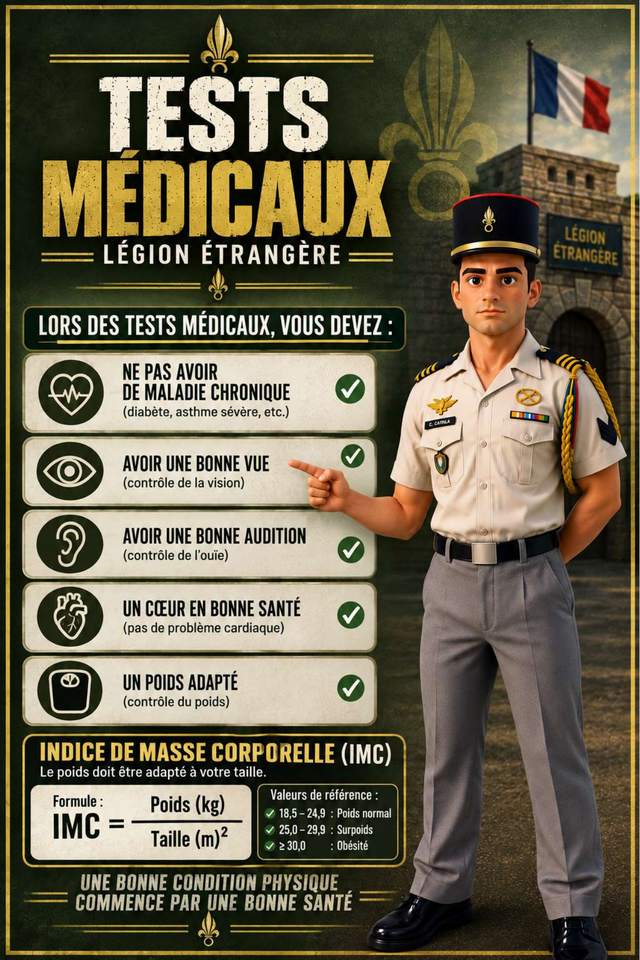 TESTS
MÉDICAUX
LÉGION ÉTRANGÈRE
LÉGION
ÉTRANGÈRE
LORS DES TESTS MÉDICAUX, VOUS DEVEZ :
NE PAS AVOIR
DE MALADIE CHRONIQUE
(diabète, asthme sévère, etc.)
AVOIR UNE BONNE VUE
(contrôle de la vision)
AVOIR UNE BONNE AUDITION
(contrôle de l'ouïe)
UN CŒUR EN BONNE SANTÉ
(pas de problème cardiaque)
UN POIDS ADAPTÉ
(contrôle du poids)
INDICE DE MASSE CORPORELLE (IMC)
Le poids doit être adapté à votre taille.
Formule :
IMC = Poids (kg)
Taille (m)²
Valeurs de référence :
18,5 – 24,9 : Poids normal
25,0 – 29,9 : Surpoids
≥ 30,0 : Obésité
UNE BONNE CONDITION PHYSIQUE
COMMENCE PAR UNE BONNE SANTÉ